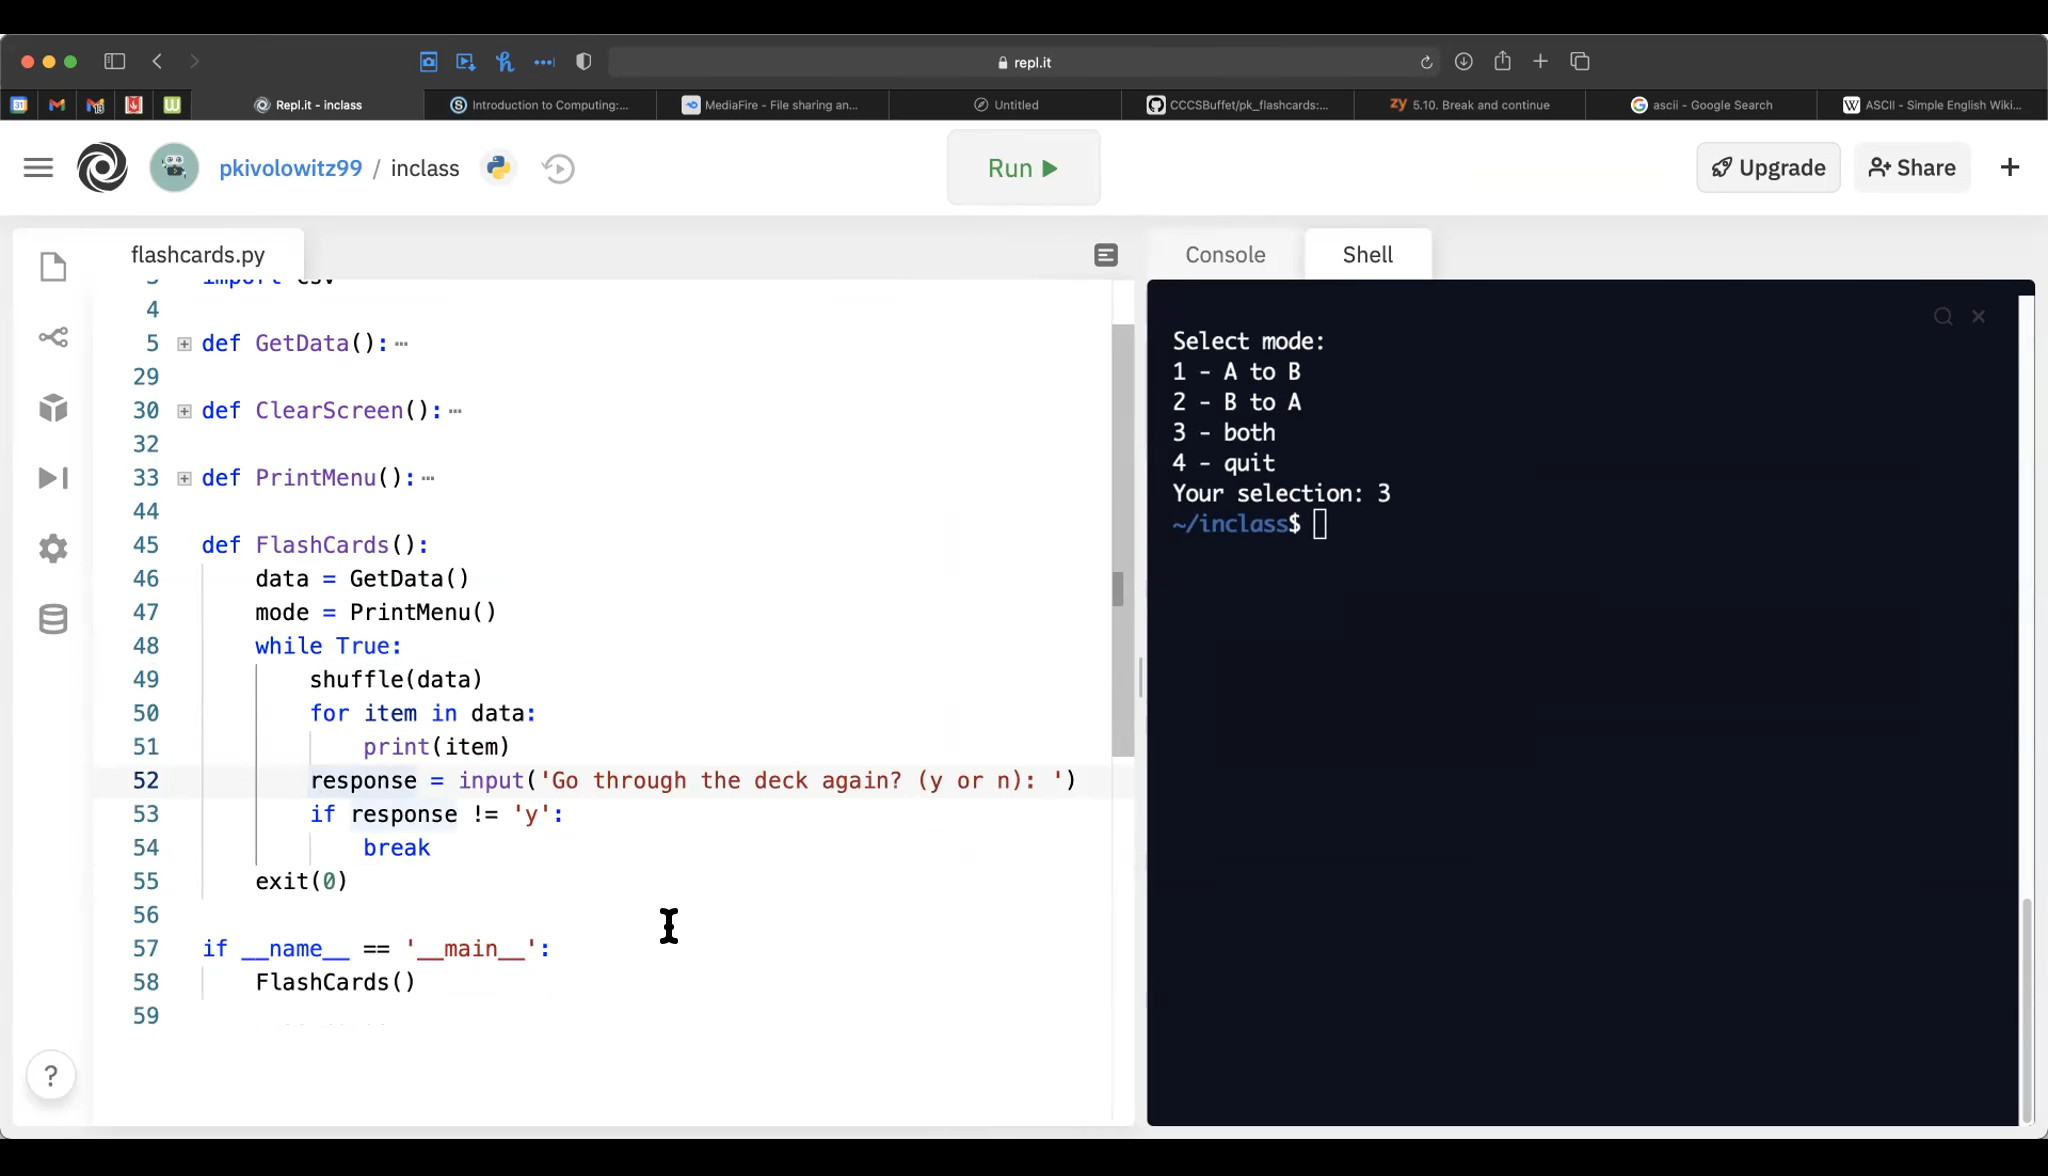 repl.it
31
Repl.it - inclass
Introduction to Computing:...
MediaFire - File sharing an...
Untitled
CCCSBuffet/pk_flashcards:...
zy 5.10. Break and continue
ascii - Google Search
W ASCII - Simple English Wiki...
pkivolowitz99 / inclass
Run
Upgrade
Share
flashcards.py
3 import csv
4
5 def GetData():
29
30 def ClearScreen():
32
33 def PrintMenu():
44
45 def FlashCards():
46 data = GetData()
47 mode = PrintMenu()
48 while True:
49 shuffle(data)
50 for item in data:
51 print(item)
52 response = input('Go through the deck again? (y or n): ')
53 if response != 'y':
54 break
55 exit(0)
56
57 if __name__ == '__main__':
58 FlashCards()
59
?
Console
Shell
Select mode:
1 - A to B
2 - B to A
3 - both
4 - quit
Your selection: 3
~/inclass$